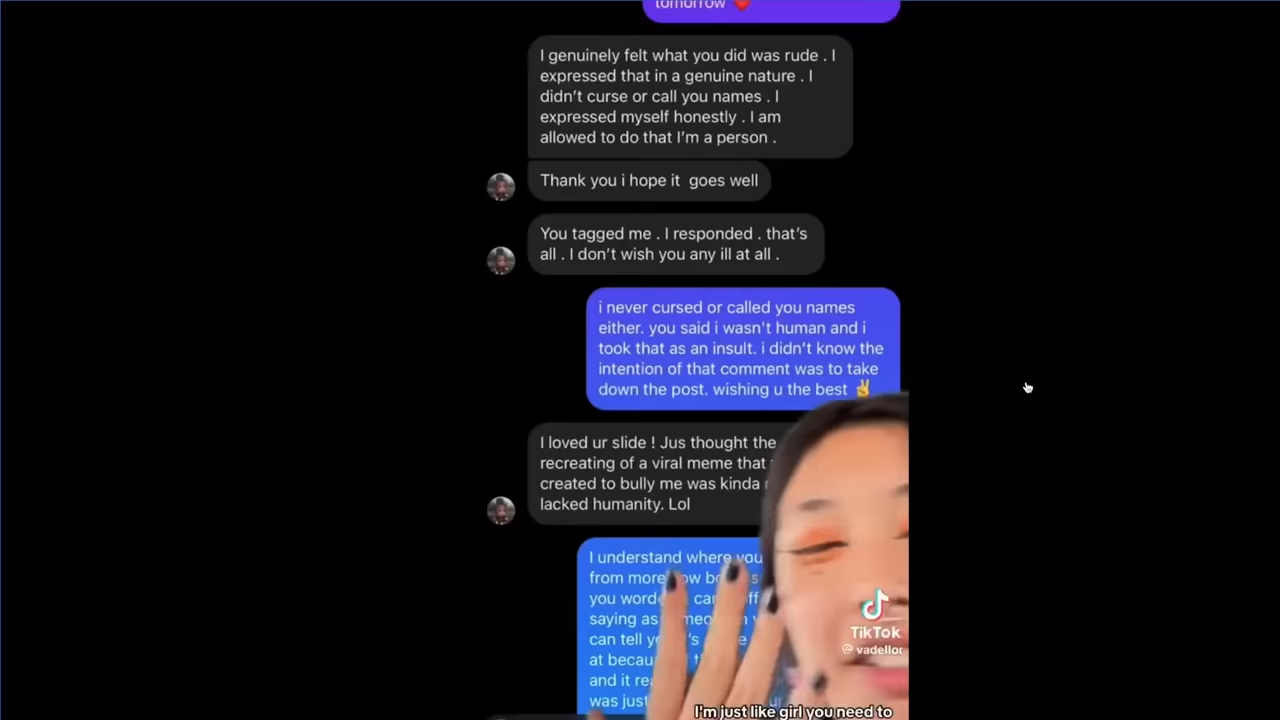 tomorrow ❤️
I genuinely felt what you did was rude . I
expressed that in a genuine nature . I
didn't curse or call you names . I
expressed myself honestly . I am
allowed to do that I'm a person .
Thank you i hope it  goes well
You tagged me . I responded . that's
all . I don't wish you any ill at all .
i never cursed or called you names
either. you said i wasn't human and i
took that as an insult. i didn't know the
intention of that comment was to take
down the post. wishing u the best ✌️
I loved ur slide ! Jus thought the
recreating of a viral meme that
created to bully me was kinda
lacked humanity. Lol
I understand where you
from more
you
saying as
can tell
at
and it
was just
TikTok
@ vadellor
I'm just like girl you need to